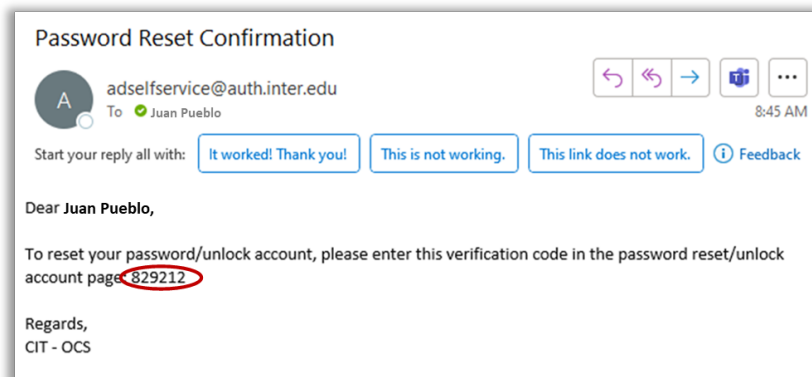 Password Reset Confirmation
A
adselfservice@auth.inter.edu
To Juan Pueblo
8:45 AM
Start your reply all with: It worked! Thank you! This is not working. This link does not work. Feedback
Dear Juan Pueblo,
To reset your password/unlock account, please enter this verification code in the password reset/unlock
account page: 829212
Regards,
CIT - OCS